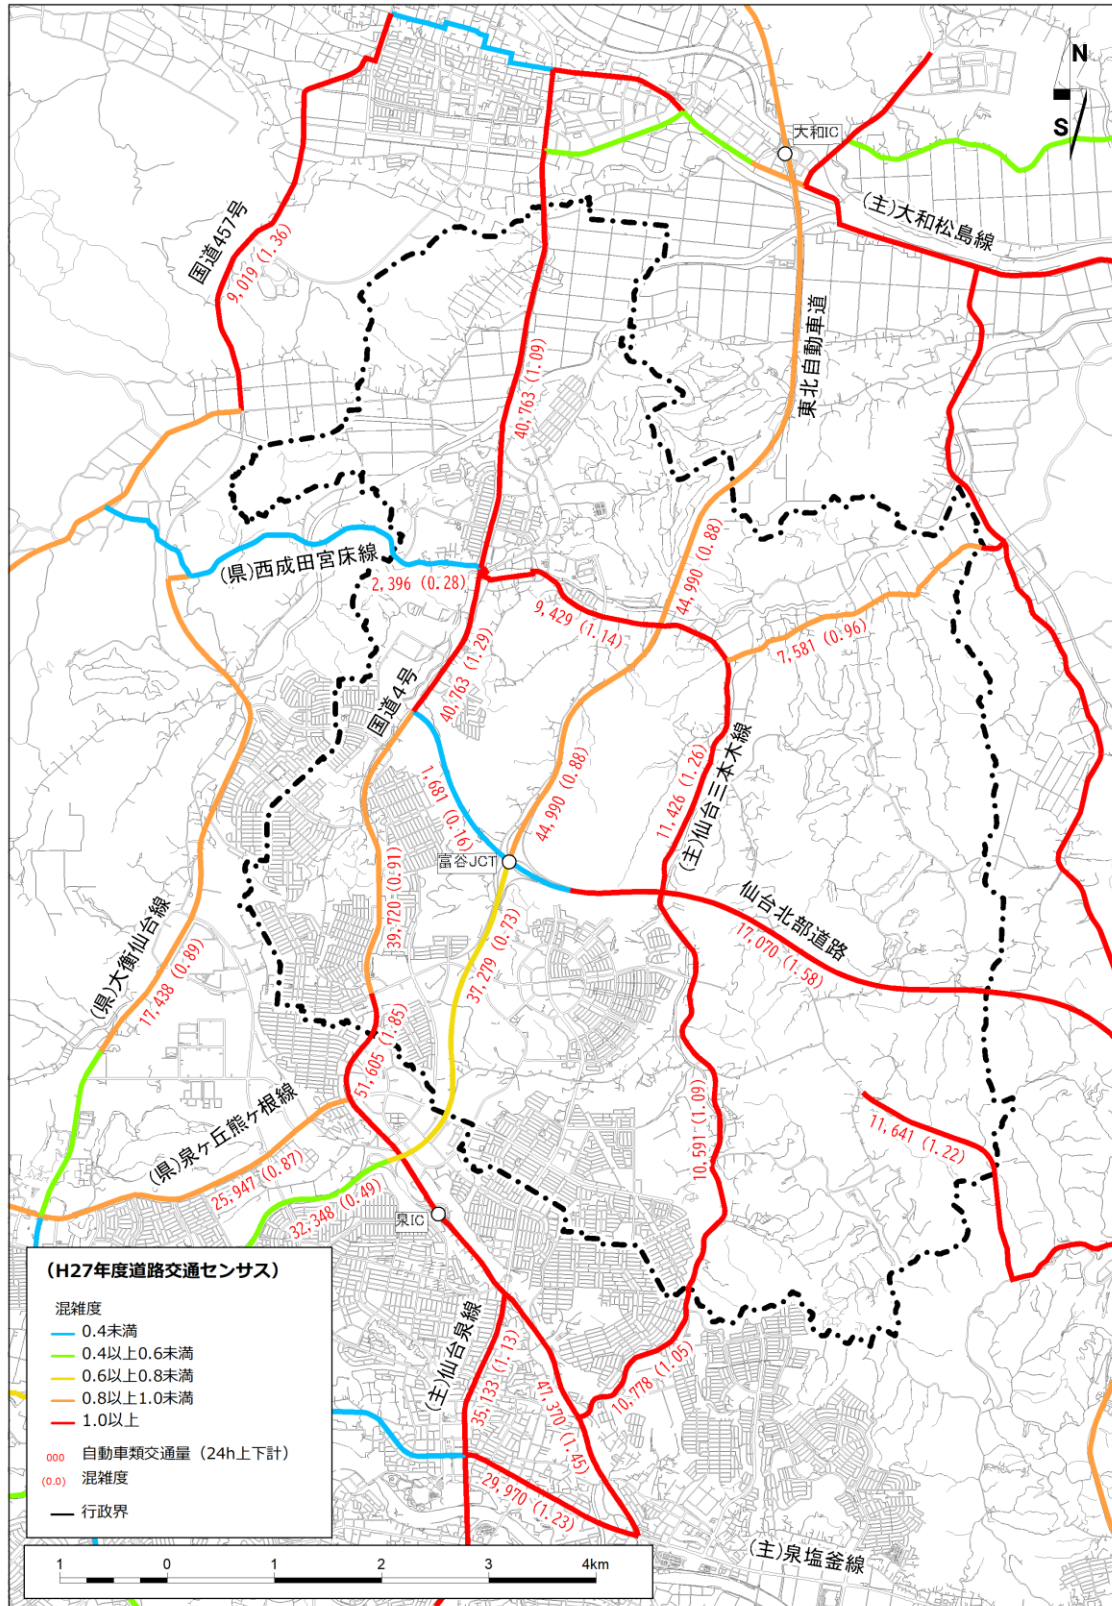 N
S
大和IC
(主)大和松島線
国道457号
9,019 (1.36)
40,763 (1.09)
東北自動車道
44,990 (0.88)
(県)西成田宮床線
2,396 (0.28)
9,429 (1.14)
7,581 (0.96)
国道4号
40,763 (1.29)
1,681 (0.16)
44,990 (0.88)
11,426 (1.26)
(主)仙台三本木線
富谷JCT
39,720 (0.91)
37,279 (0.73)
仙台北部道路
17,070 (1.58)
(県)大衡仙台線
17,438 (0.89)
51,605 (1.85)
10,591 (1.09)
11,641 (1.22)
(県)泉ヶ丘熊ヶ根線
25,947 (0.87)
32,348 (0.49)
泉IC
(主)仙台泉線
35,133 (1.13)
47,370 (1.45)
10,778 (1.05)
29,970 (1.23)
(主)泉塩釜線
(H27年度道路交通センサス)
混雑度
0.4未満
0.4以上0.6未満
0.6以上0.8未満
0.8以上1.0未満
1.0以上
000 自動車類交通量（24h上下計）
(0.0) 混雑度
行政界
1 0 1 2 3 4km